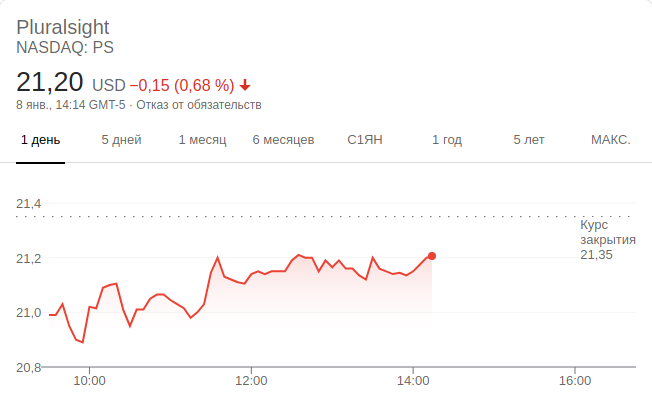 Pluralsight
NASDAQ: PS
21,20 USD −0,15 (0,68 %)
8 янв., 14:14 GMT-5 · Отказ от обязательств
1 день 5 дней 1 месяц 6 месяцев С1ЯН 1 год 5 лет МАКС.
21,4
Курс
закрытия
21,35
21,2
21,0
20,8
10:00 12:00 14:00 16:00